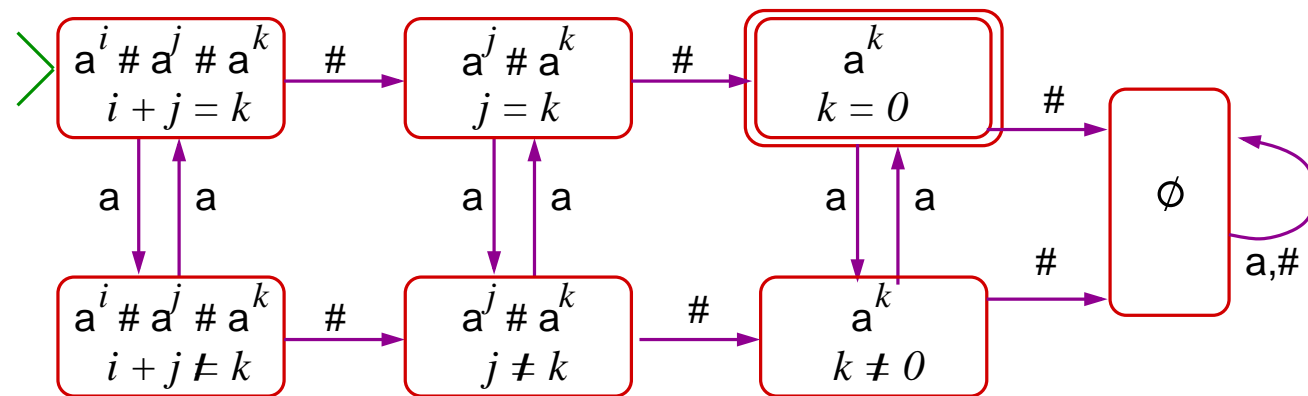 a^i # a^j # a^k
i + j = k
#
a^j # a^k
j = k
#
a^k
k = 0
#
∅
a,#
a
a
a
a
a
a
a^i # a^j # a^k
i + j ≠ k
#
a^j # a^k
j ≠ k
#
a^k
k ≠ 0
#